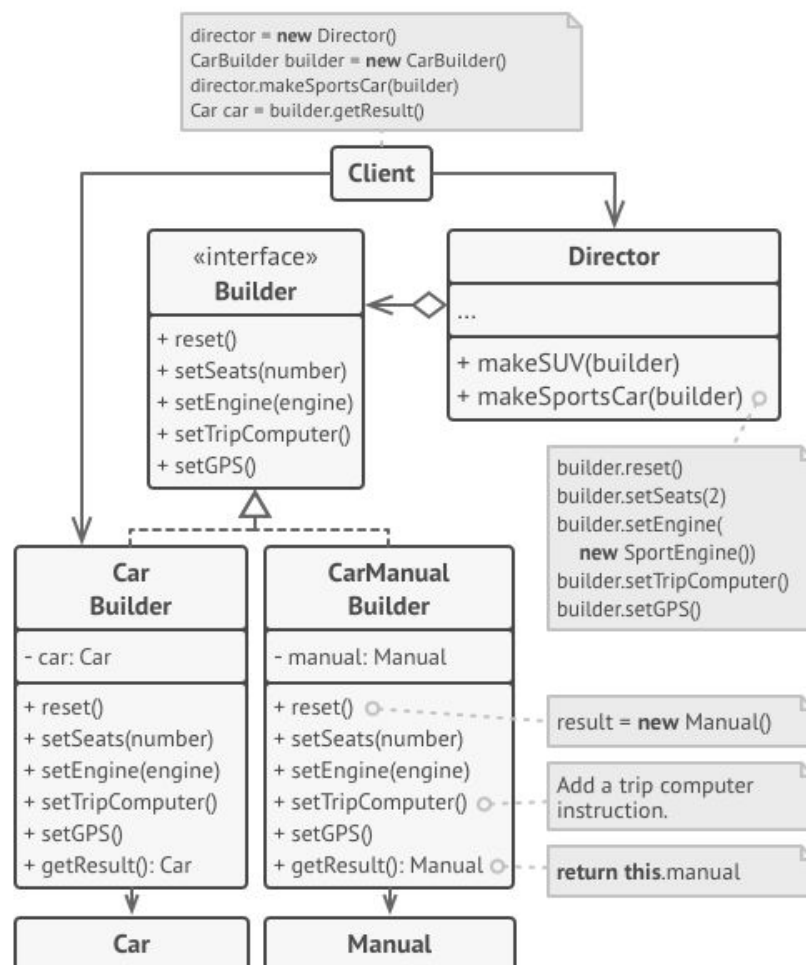 director = new Director()
CarBuilder builder = new CarBuilder()
director.makeSportsCar(builder)
Car car = builder.getResult()
Client
«interface»
Builder
+ reset()
+ setSeats(number)
+ setEngine(engine)
+ setTripComputer()
+ setGPS()
Director
...
+ makeSUV(builder)
+ makeSportsCar(builder)
builder.reset()
builder.setSeats(2)
builder.setEngine(
new SportEngine())
builder.setTripComputer()
builder.setGPS()
Car
Builder
- car: Car
+ reset()
+ setSeats(number)
+ setEngine(engine)
+ setTripComputer()
+ setGPS()
+ getResult(): Car
CarManual
Builder
- manual: Manual
+ reset()
+ setSeats(number)
+ setEngine(engine)
+ setTripComputer()
+ setGPS()
+ getResult(): Manual
result = new Manual()
Add a trip computer
instruction.
return this.manual
Car
Manual